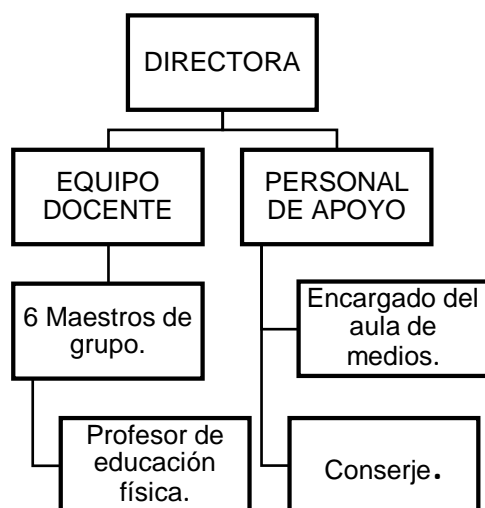 DIRECTORA
EQUIPO
DOCENTE
PERSONAL
DE APOYO
6 Maestros de
grupo.
Encargado del
aula de
medios.
Profesor de
educación
física.
Conserje.